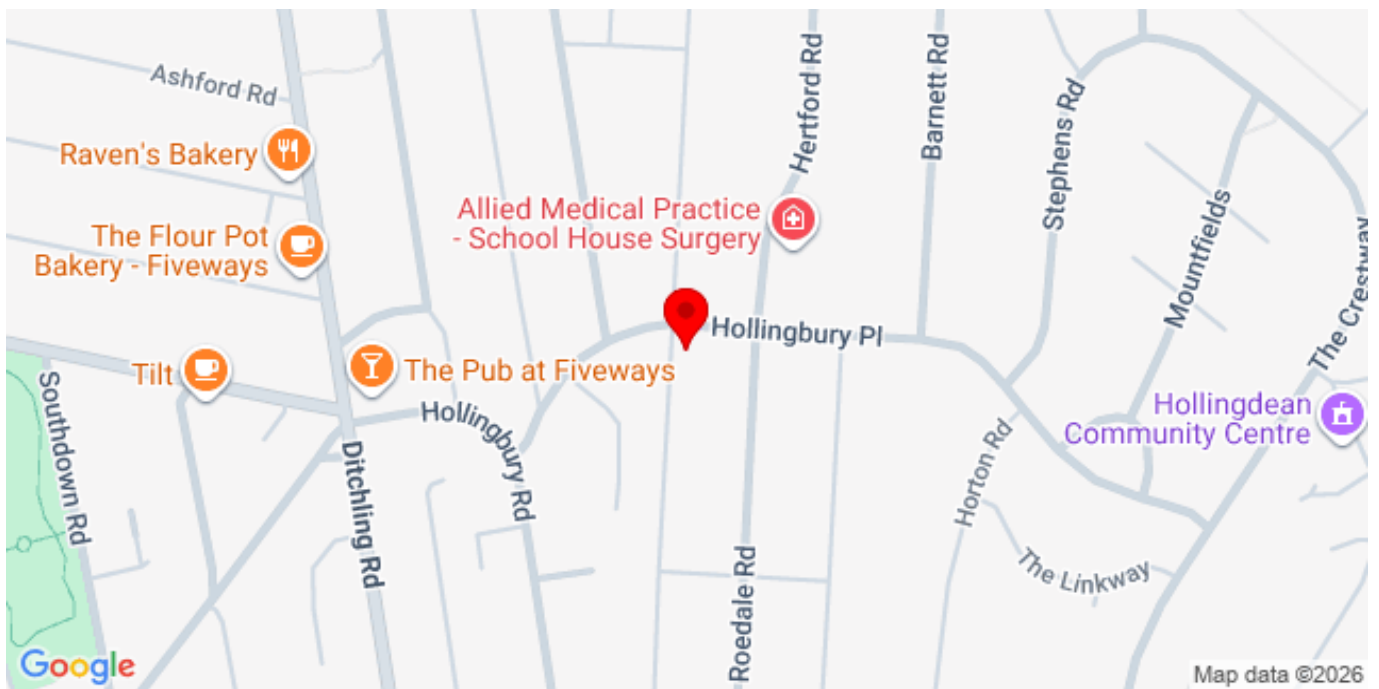 Ashford Rd
Raven's Bakery
The Flour Pot
Bakery - Fiveways
Tilt
Southdown Rd
The Pub at Fiveways
Hollingbury Rd
Ditchling Rd
Allied Medical Practice
- School House Surgery
Hertford Rd
Barnett Rd
Stephens Rd
Mountfields
The Crestway
Hollingbury Pl
Hollingdean
Community Centre
Horton Rd
The Linkway
Roedale Rd
Google
Map data ©2026